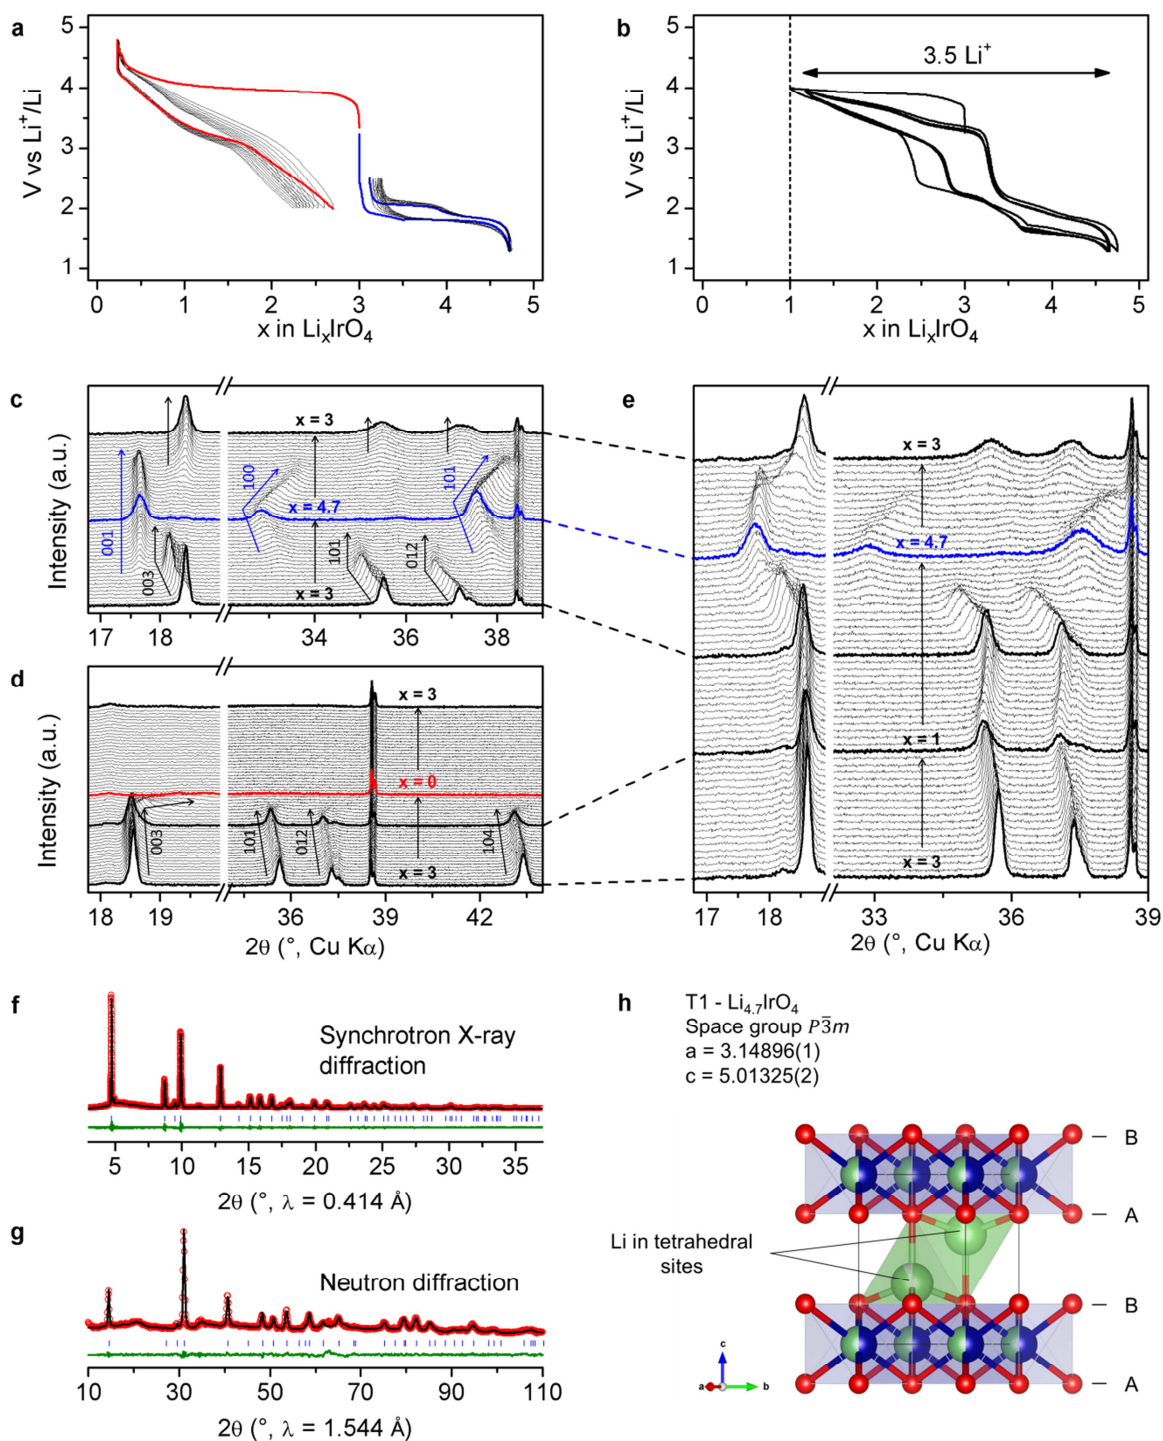 a
5
4
3
2
1
V vs Li⁺/Li
0 1 2 3 4 5
x in LiₓIrO₄
b
3.5 Li⁺
5
4
3
2
1
V vs Li⁺/Li
0 1 2 3 4 5
x in LiₓIrO₄
c
x = 3
100
101
x = 4.7
001
003
101
012
x = 3
Intensity (a.u.)
17 18 34 36 38
d
x = 3
x = 0
003
101
012
104
x = 3
Intensity (a.u.)
18 19 36 39 42
2θ (°, Cu Kα)
e
x = 3
x = 4.7
x = 1
x = 3
17 18 33 36 39
2θ (°, Cu Kα)
f
Synchrotron X-ray
diffraction
5 10 15 20 25 30 35
2θ (°, λ = 0.414 Å)
g
Neutron diffraction
10 30 50 70 90 110
2θ (°, λ = 1.544 Å)
h
T1 - Li₄.₇IrO₄
Space group P3̄m
a = 3.14896(1)
c = 5.01325(2)
B
A
Li in tetrahedral
sites
B
A
c
a b